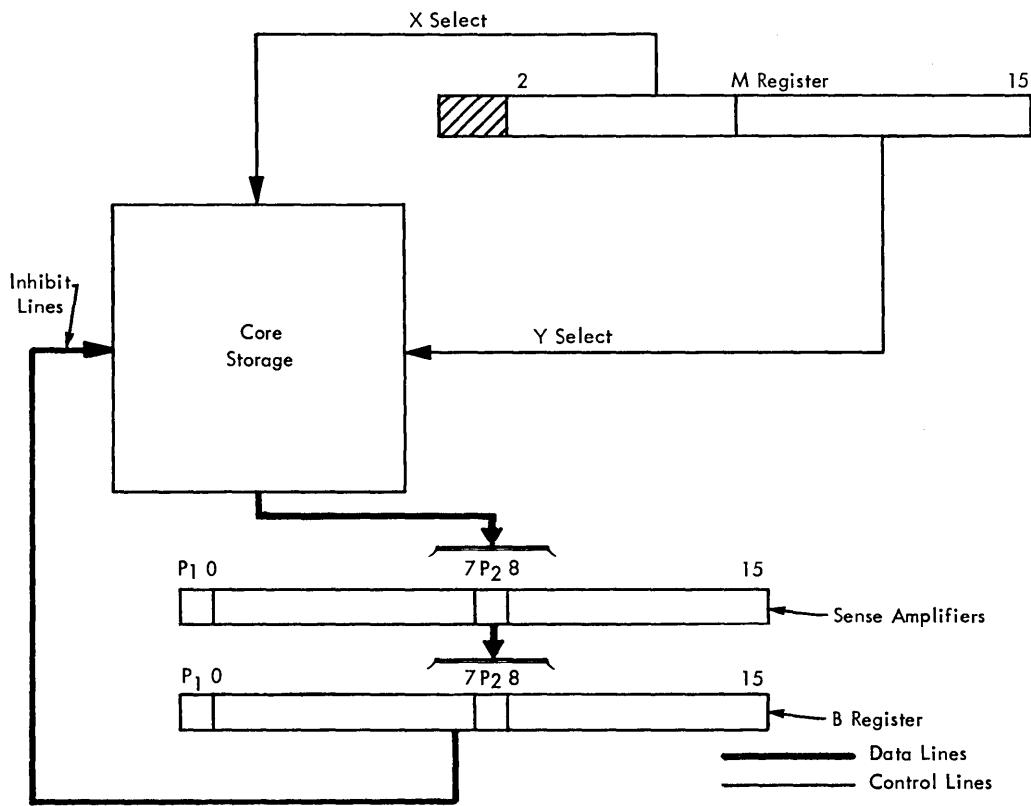 X Select
2 M Register 15
Inhibit
Lines
Core
Storage
Y Select
P1 0 7 P2 8 15
Sense Amplifiers
P1 0 7 P2 8 15
B Register
Data Lines
Control Lines